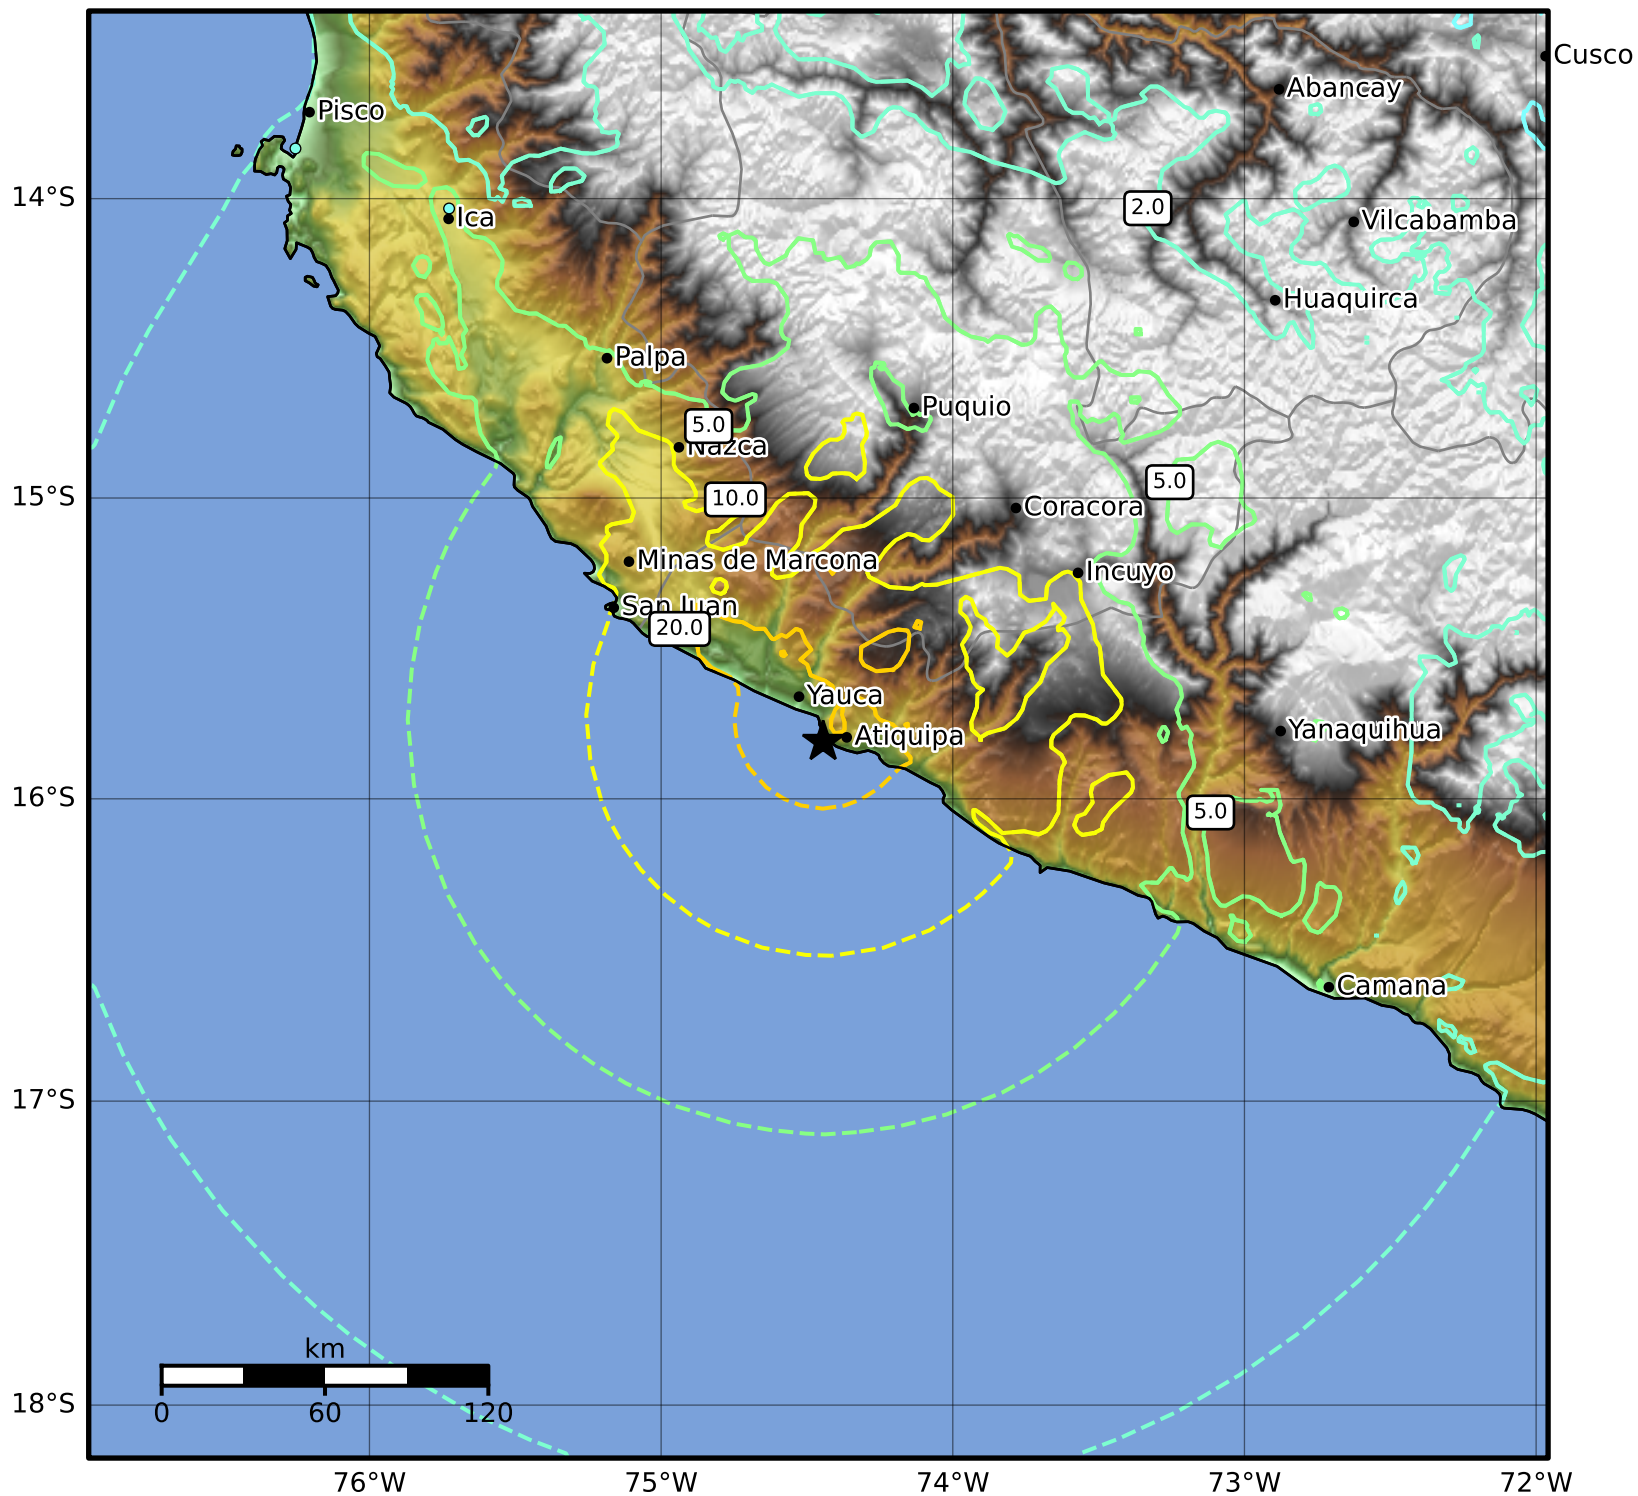 Cusco
Abancay
Pisco
14°S
2.0
Ica
Vilcabamba
Huaquirca
Palpa
Puquio
5.0
Nazca
5.0
15°S
10.0
Coracora
Minas de Marcona
Incuyo
San Juan
20.0
Yauca
Atiquipa
Yanaquihua
16°S
5.0
Camana
17°S
km
0 60 120
18°S
76°W 75°W 74°W 73°W 72°W